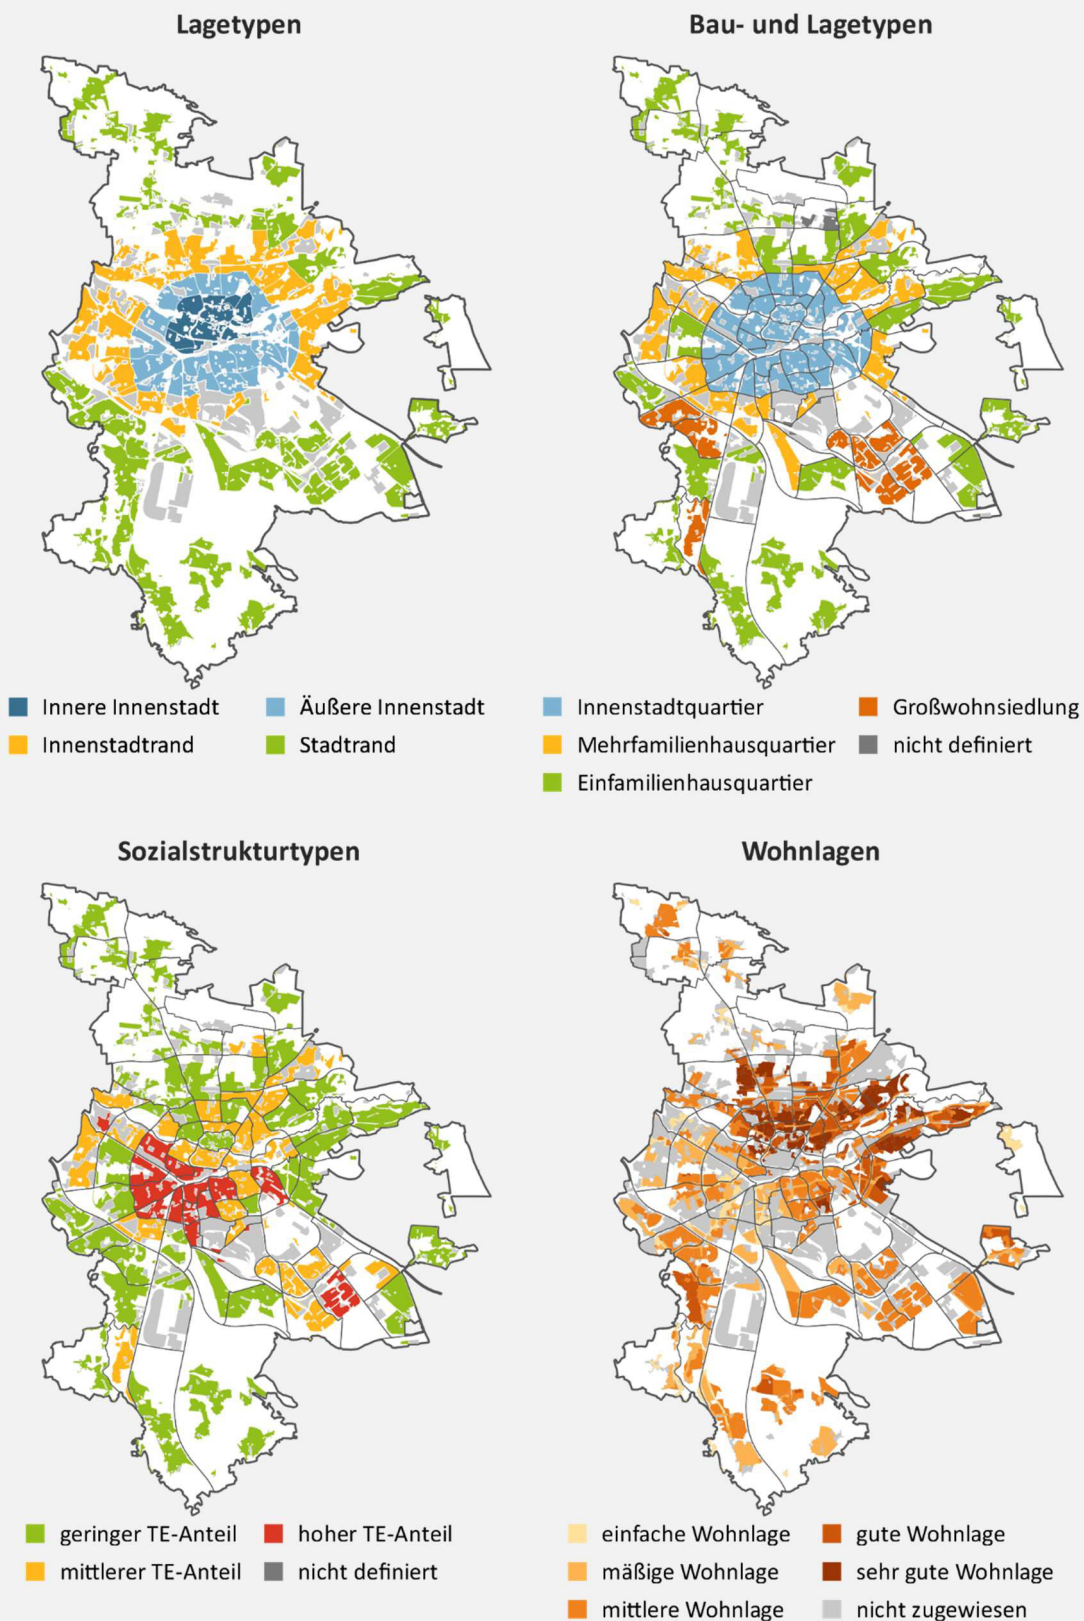 Lagetypen
Bau- und Lagetypen
Innere Innenstadt
Äußere Innenstadt
Innenstadtrand
Stadtrand
Innenstadtquartier
Großwohnsiedlung
Mehrfamilienhausquartier
nicht definiert
Einfamilienhausquartier
Sozialstrukturtypen
Wohnlagen
geringer TE-Anteil
hoher TE-Anteil
mittlerer TE-Anteil
nicht definiert
einfache Wohnlage
gute Wohnlage
mäßige Wohnlage
sehr gute Wohnlage
mittlere Wohnlage
nicht zugewiesen